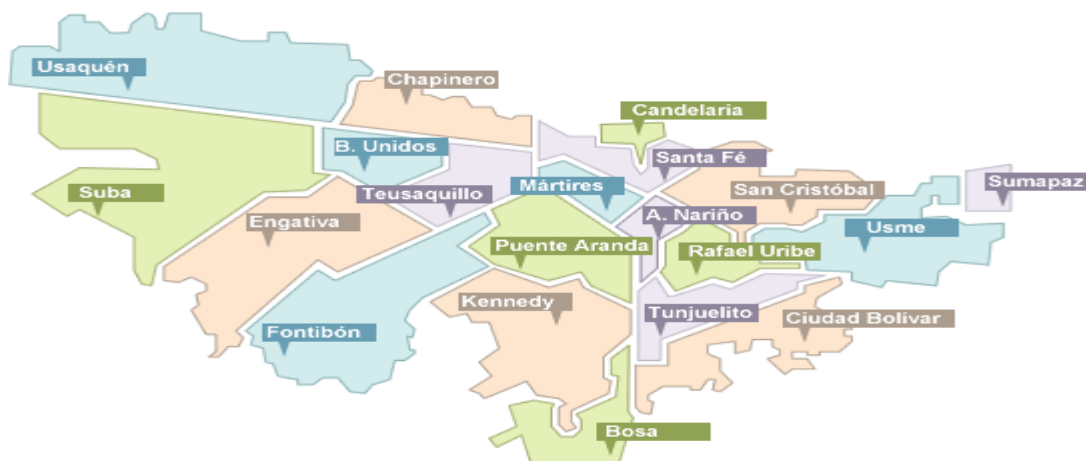 Usaquén
Chapinero
Candelaria
B. Unidos
Santa Fé
Suba
Teusaquillo
Mártires
San Cristóbal
Sumapaz
Engativa
A. Nariño
Usme
Puente Aranda
Rafael Uribe
Kennedy
Tunjuelito
Ciudad Bolívar
Fontibón
Bosa